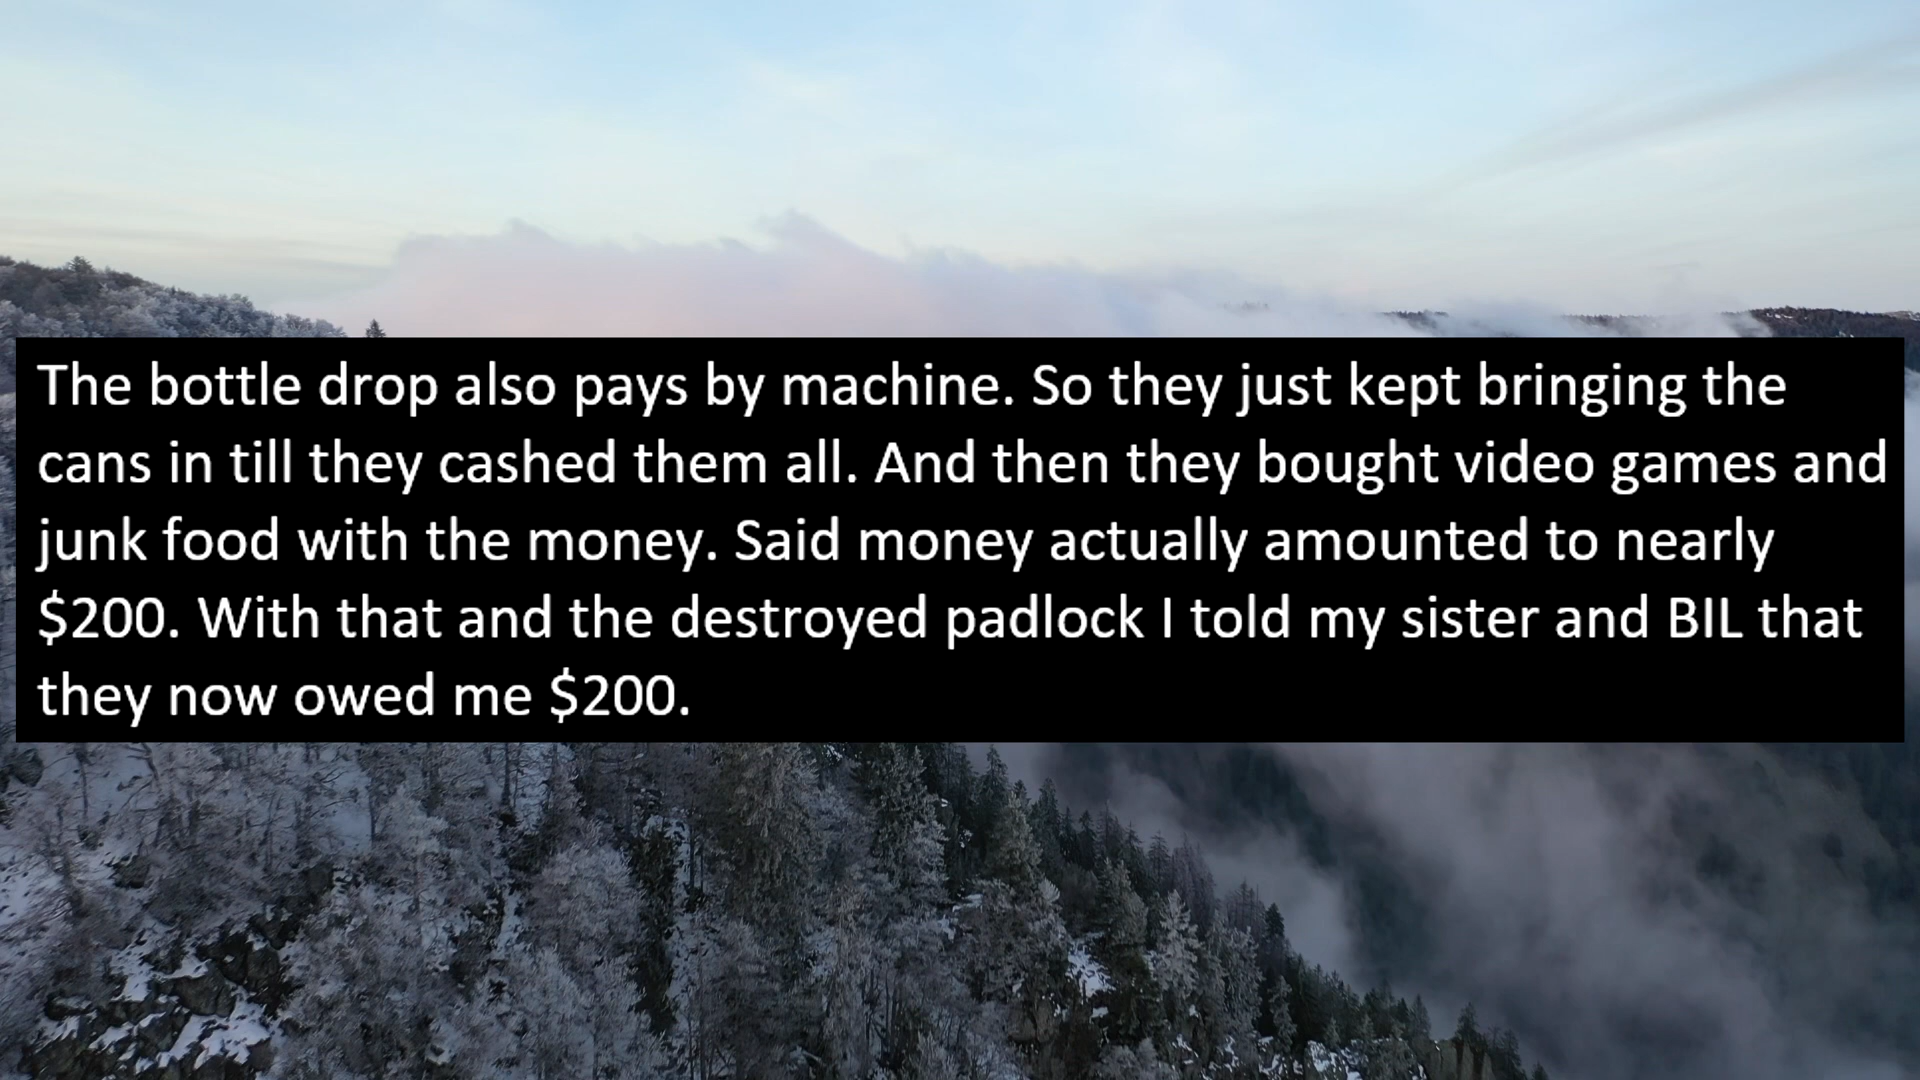 The bottle drop also pays by machine. So they just kept bringing the
cans in till they cashed them all. And then they bought video games and
junk food with the money. Said money actually amounted to nearly
$200. With that and the destroyed padlock I told my sister and BIL that
they now owed me $200.